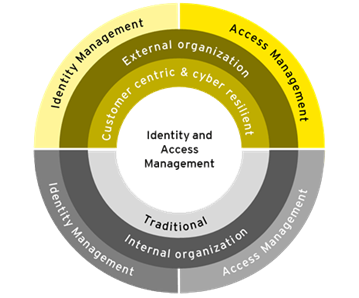 Identity Management
Access Management
External organization
Customer centric & cyber resilient
Identity and
Access
Management
Traditional
Internal organization
Identity Management
Access Management